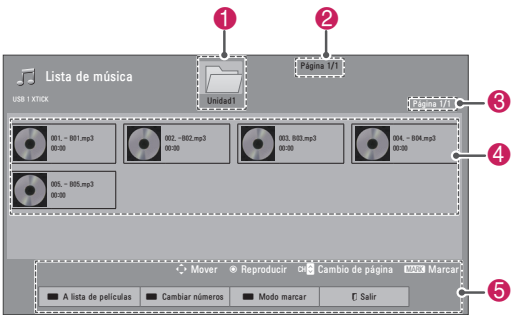 1
2
Página 1/1
Lista de música
USB 1 XTICK
Unidad1
Página 1/1
3
001. - B01.mp3
00:00
002. -B02.mp3
00:00
003. B03.mp3
00:00
004. - B04.mp3
00:00
4
005. - B05.mp3
00:00
Mover
Reproducir
CH Cambio de página
MARK Marcar
A lista de películas
Cambiar números
Modo marcar
Salir
5